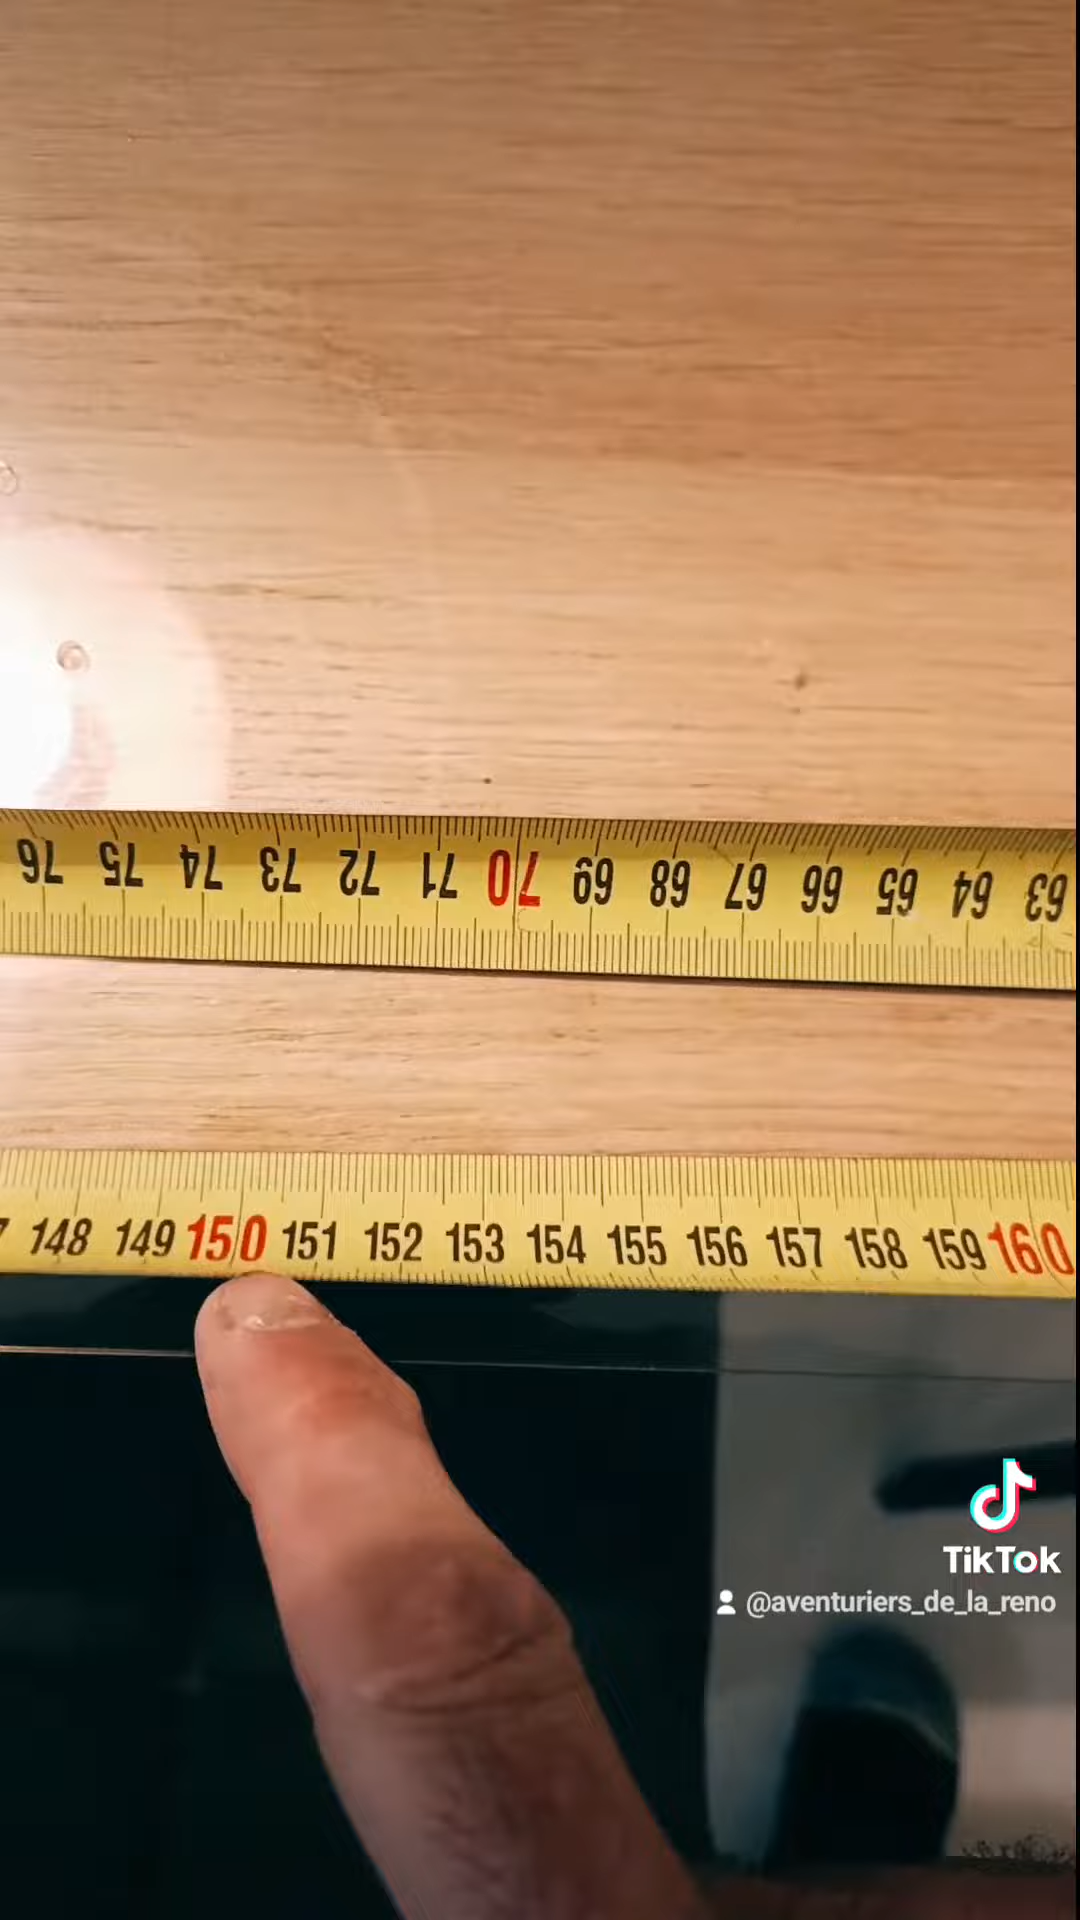 76 75 74 73 72 71 70 69 68 67 66 65 64 63
148 149 150 151 152 153 154 155 156 157 158 159 160
TikTok
@aventuriers_de_la_reno